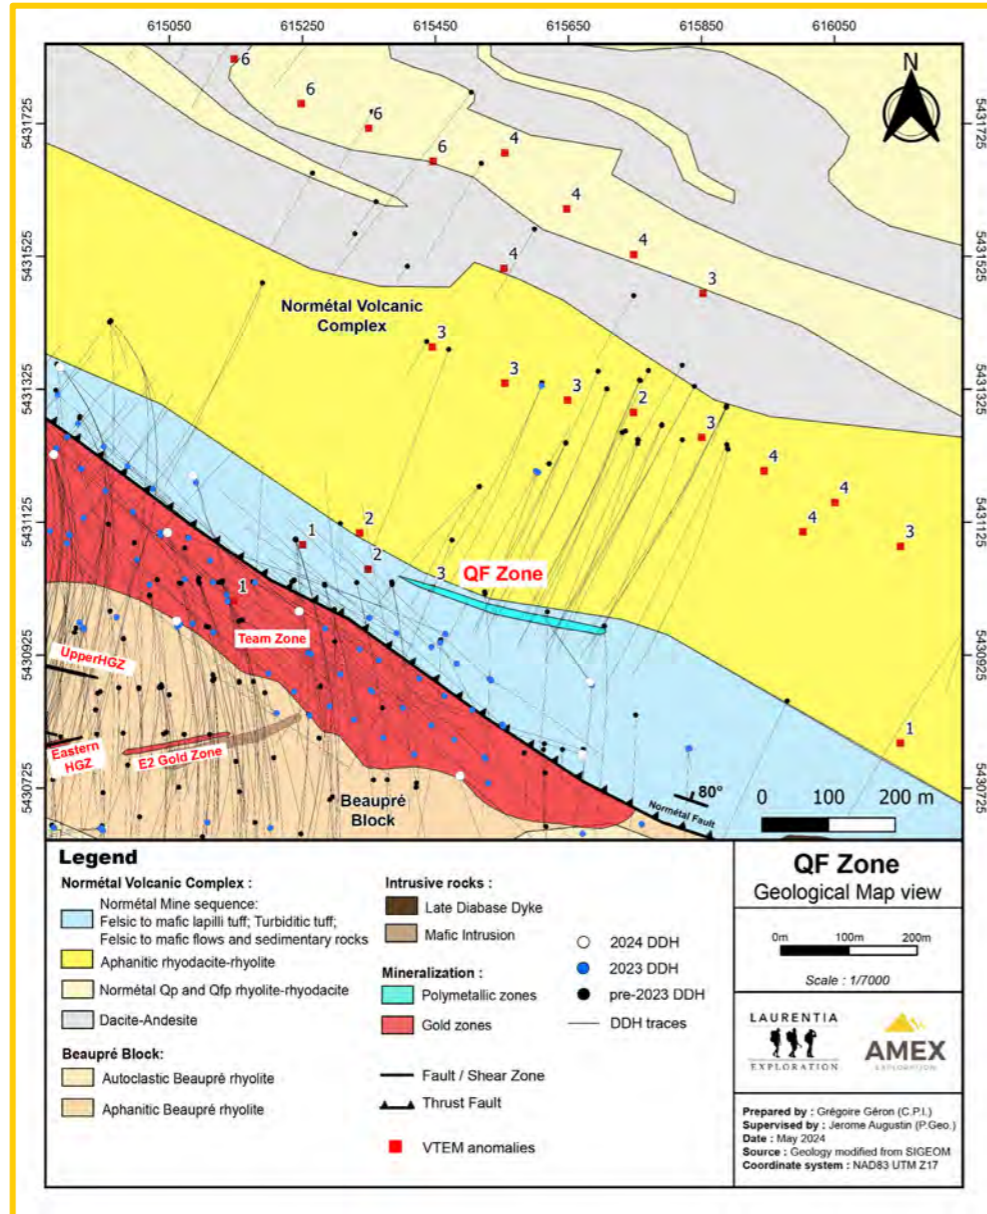 615050 615250 615450 615650 615850 616050
5431725 5431725
5431525 5431525
5431325 5431325
5431125 5431125
5430925 5430925
5430725 5430725
N
6
6
6
6
4
4
4
4
3
Normétal Volcanic
Complex
3
3
3
2
3
4
4
4
3
2
1
2
3
QF Zone
1
Team Zone
UpperHGZ
Eastern
HGZ
E2 Gold Zone
Beaupré
Block
1
80°
Normétal Fault
0 100 200 m
Legend
Normétal Volcanic Complex :
Normétal Mine sequence:
Felsic to mafic lapilli tuff; Turbiditic tuff;
Felsic to mafic flows and sedimentary rocks
Aphanitic rhyodacite-rhyolite
Normétal Qp and Qfp rhyolite-rhyodacite
Dacite-Andesite
Beaupré Block:
Autoclastic Beaupré rhyolite
Aphanitic Beaupré rhyolite
Intrusive rocks :
Late Diabase Dyke
Mafic Intrusion
Mineralization :
Polymetallic zones
Gold zones
Fault / Shear Zone
Thrust Fault
VTEM anomalies
2024 DDH
2023 DDH
pre-2023 DDH
DDH traces
QF Zone
Geological Map view
0m 100m 200m
Scale : 1/7000
LAURENTIA
EXPLORATION
AMEX
EXPLORATION
Prepared by : Grégoire Géron (C.P.I.)
Supervised by : Jerome Augustin (P.Geo.)
Date : May 2024
Source : Geology modified from SIGEOM
Coordinate system : NAD83 UTM Z17